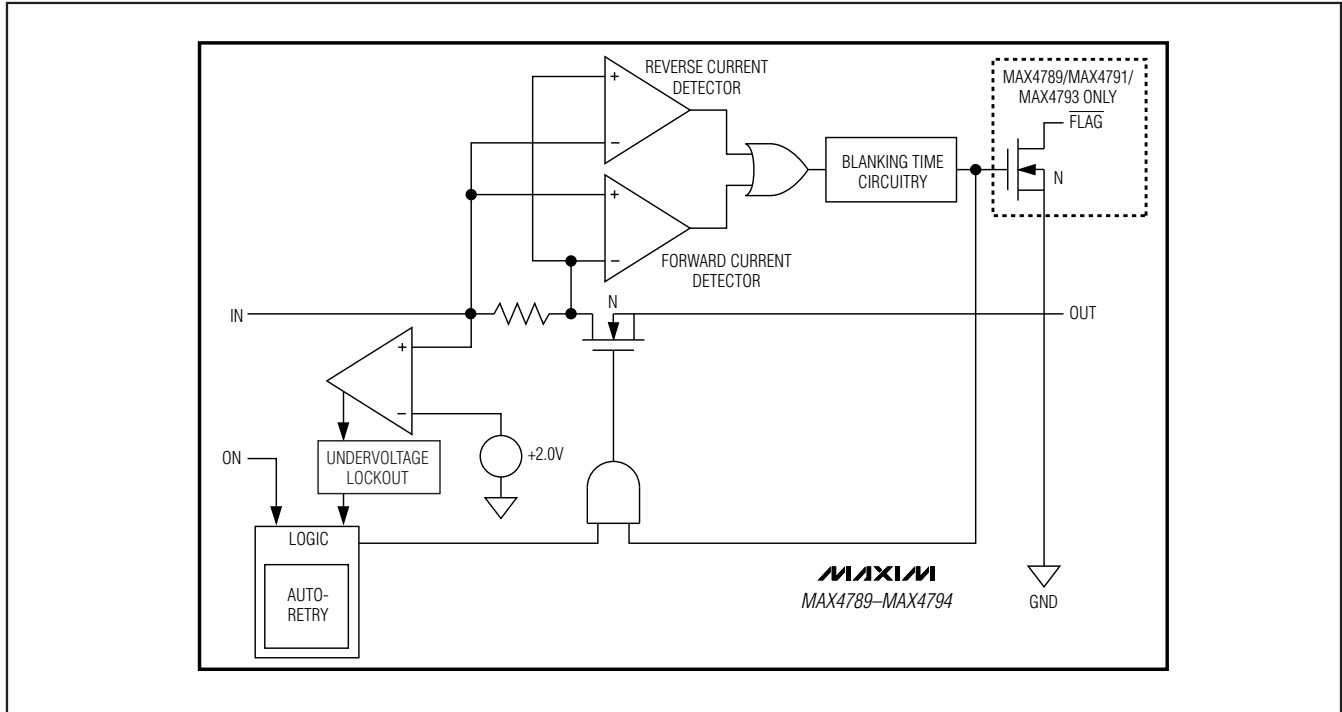 REVERSE CURRENT
DETECTOR
+
−
MAX4789/MAX4791/
MAX4793 ONLY
FLAG
N
BLANKING TIME
CIRCUITRY
+
−
FORWARD CURRENT
DETECTOR
IN
N
OUT
+
−
+2.0V
ON
UNDERVOLTAGE
LOCKOUT
LOGIC
AUTO-
RETRY
MAXIM
MAX4789–MAX4794
GND